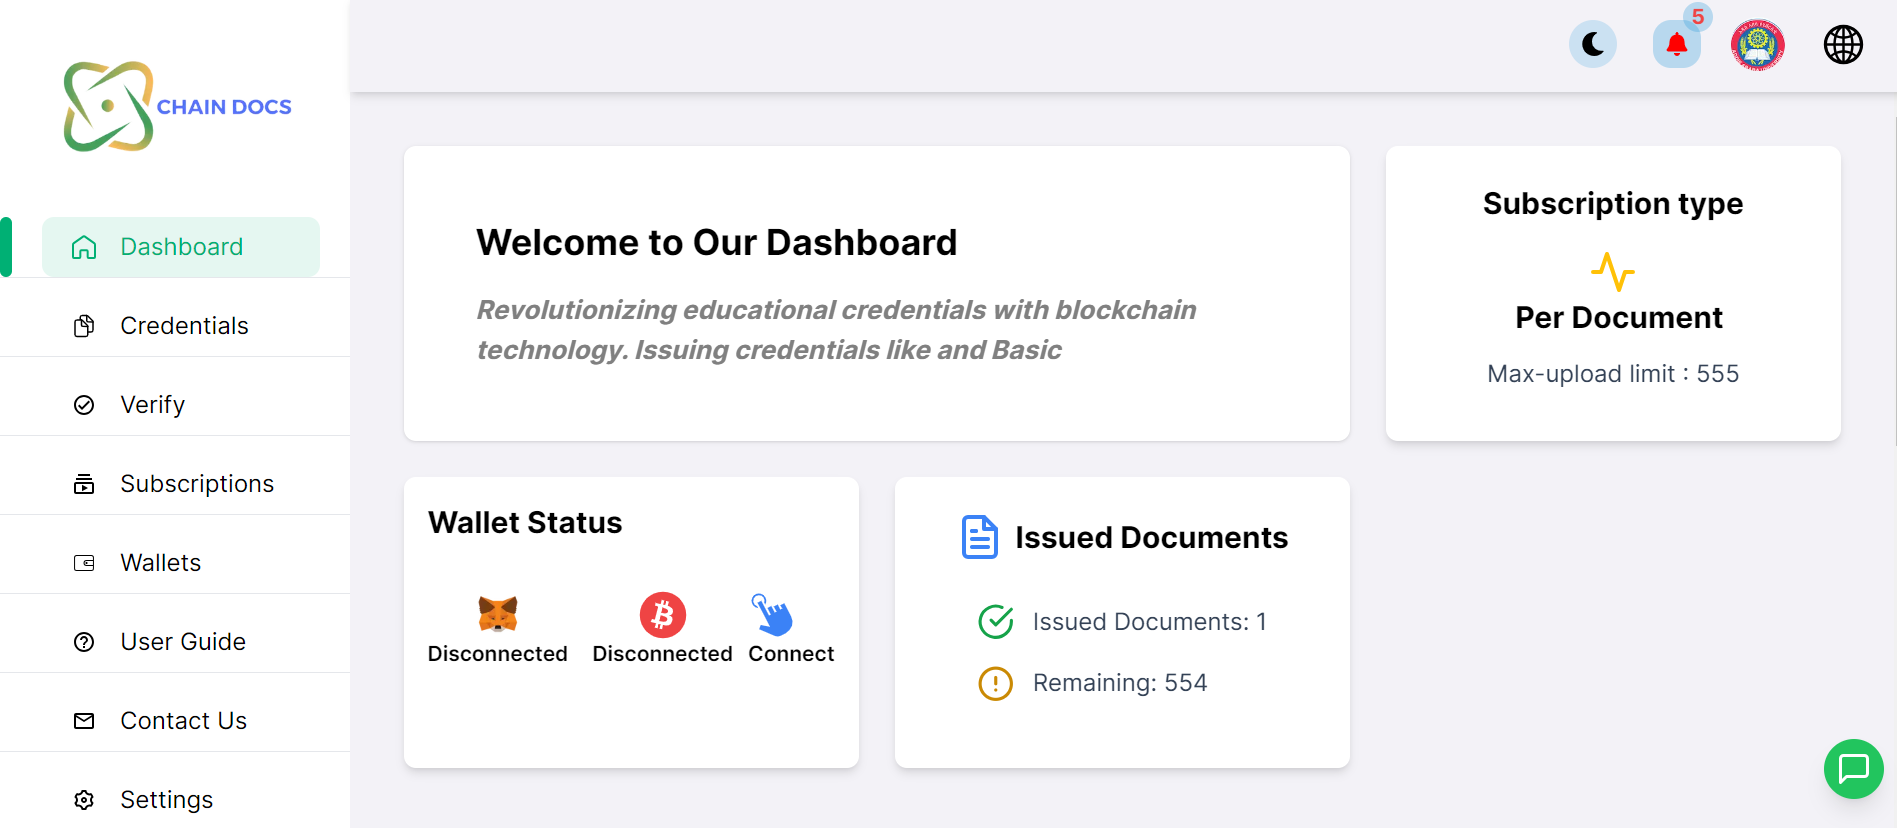 CHAIN DOCS
5
Dashboard
Credentials
Verify
Subscriptions
Wallets
User Guide
Contact Us
Settings
Welcome to Our Dashboard
Revolutionizing educational credentials with blockchain
technology. Issuing credentials like and Basic
Subscription type
Per Document
Max-upload limit : 555
Wallet Status
Disconnected
Disconnected
Connect
Issued Documents
Issued Documents: 1
Remaining: 554